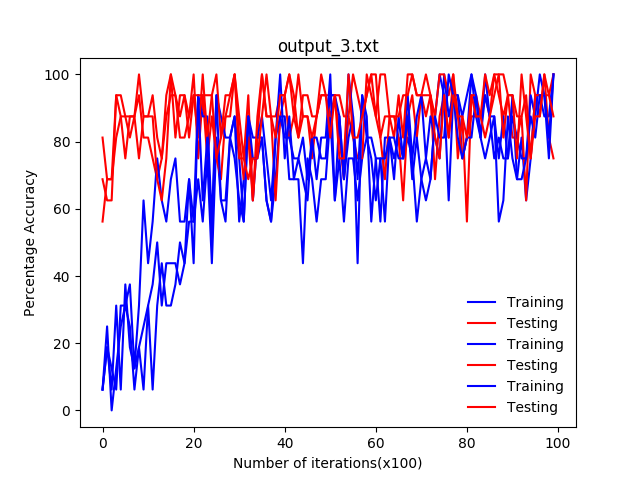 output_3.txt
Percentage Accuracy
100
80
60
40
20
0
Training
Testing
Training
Testing
Training
Testing
0 20 40 60 80 100
Number of iterations(x100)